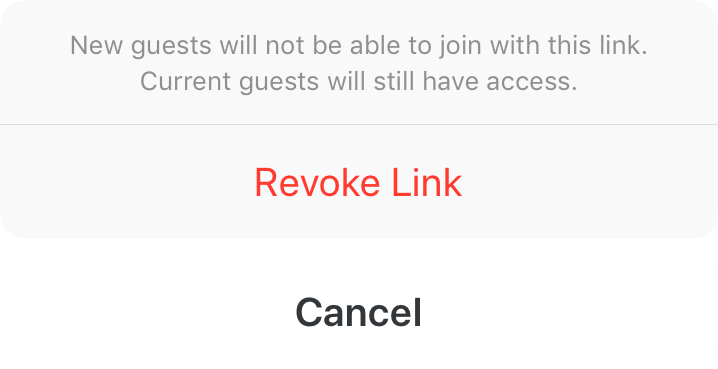 New guests will not be able to join with this link.
Current guests will still have access.
Revoke Link
Cancel